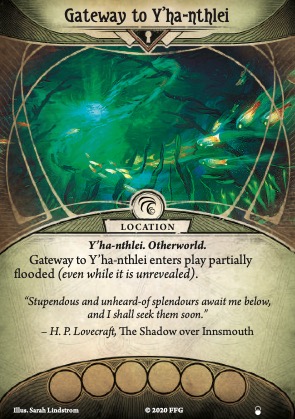 Gateway to Y’ha-nthlei
LOCATION
Y’ha-nthlei. Otherworld.
Gateway to Y’ha-nthlei enters play partially
flooded (even while it is unrevealed).
“Stupendous and unheard-of splendours await me below,
and I shall seek them soon.”
– H. P. Lovecraft, The Shadow over Innsmouth
Illus. Sarah Lindstrom
© 2020 FFG